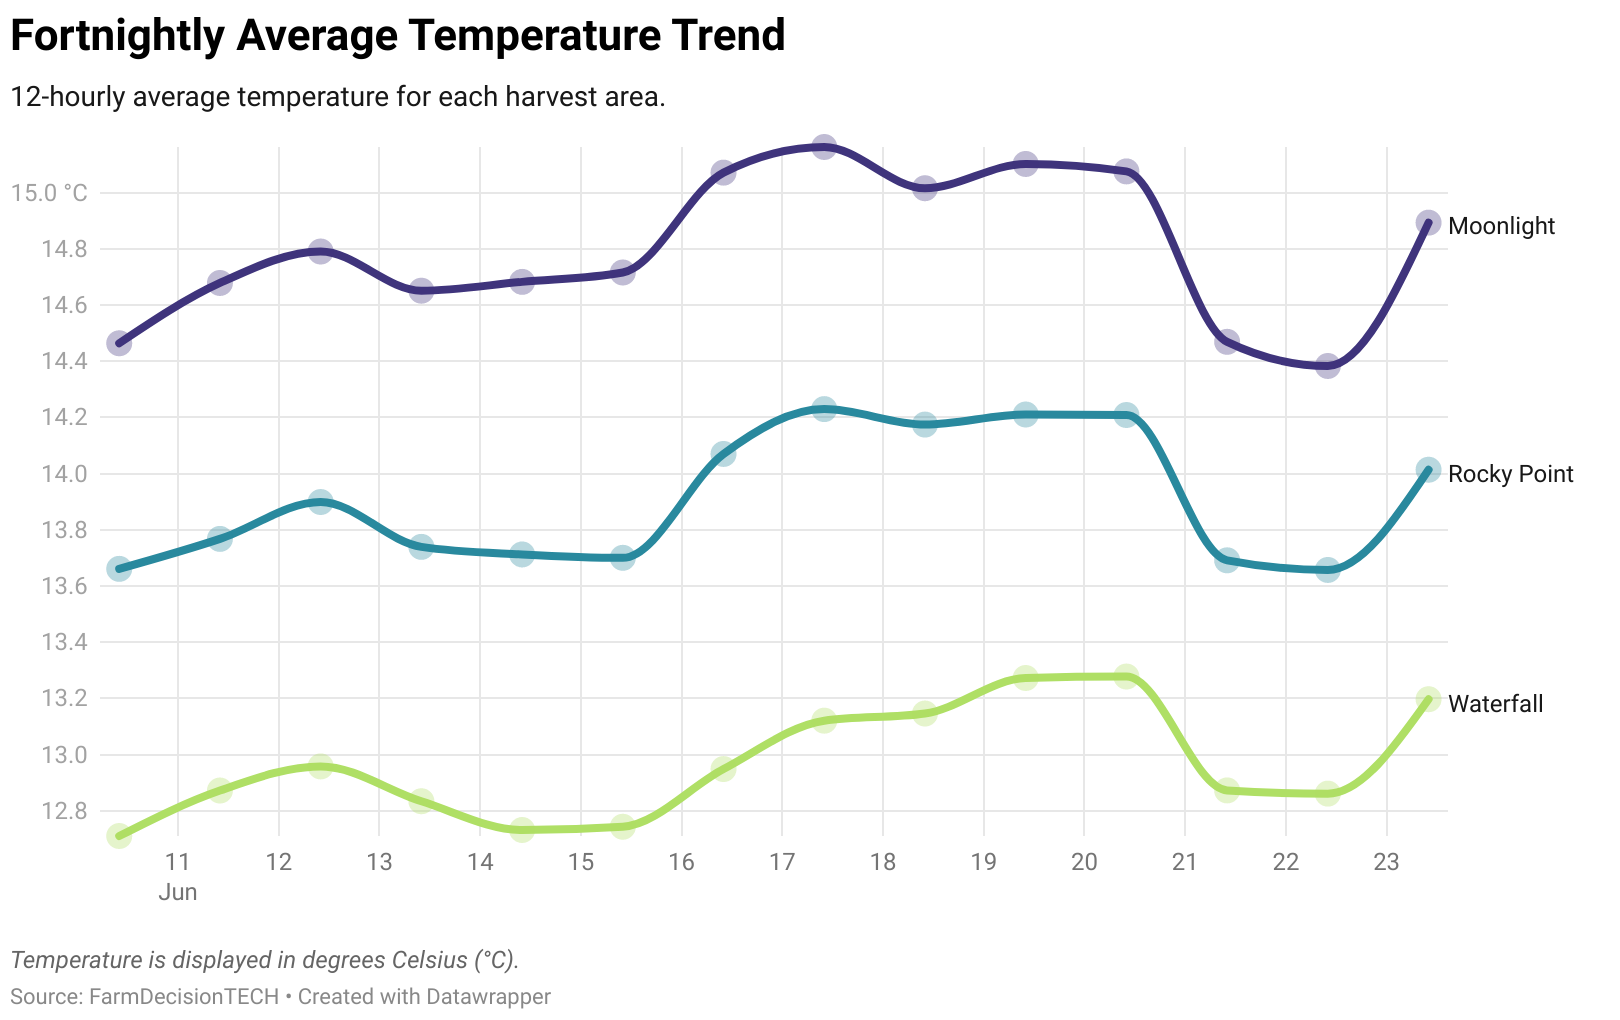 Fortnightly Average Temperature Trend
12-hourly average temperature for each harvest area.
15.0 °C
14.8
14.6
14.4
14.2
14.0
13.8
13.6
13.4
13.2
13.0
12.8
Moonlight
Rocky Point
Waterfall
11 12 13 14 15 16 17 18 19 20 21 22 23
Jun
Temperature is displayed in degrees Celsius (°C).
Source: FarmDecisionTECH • Created with Datawrapper